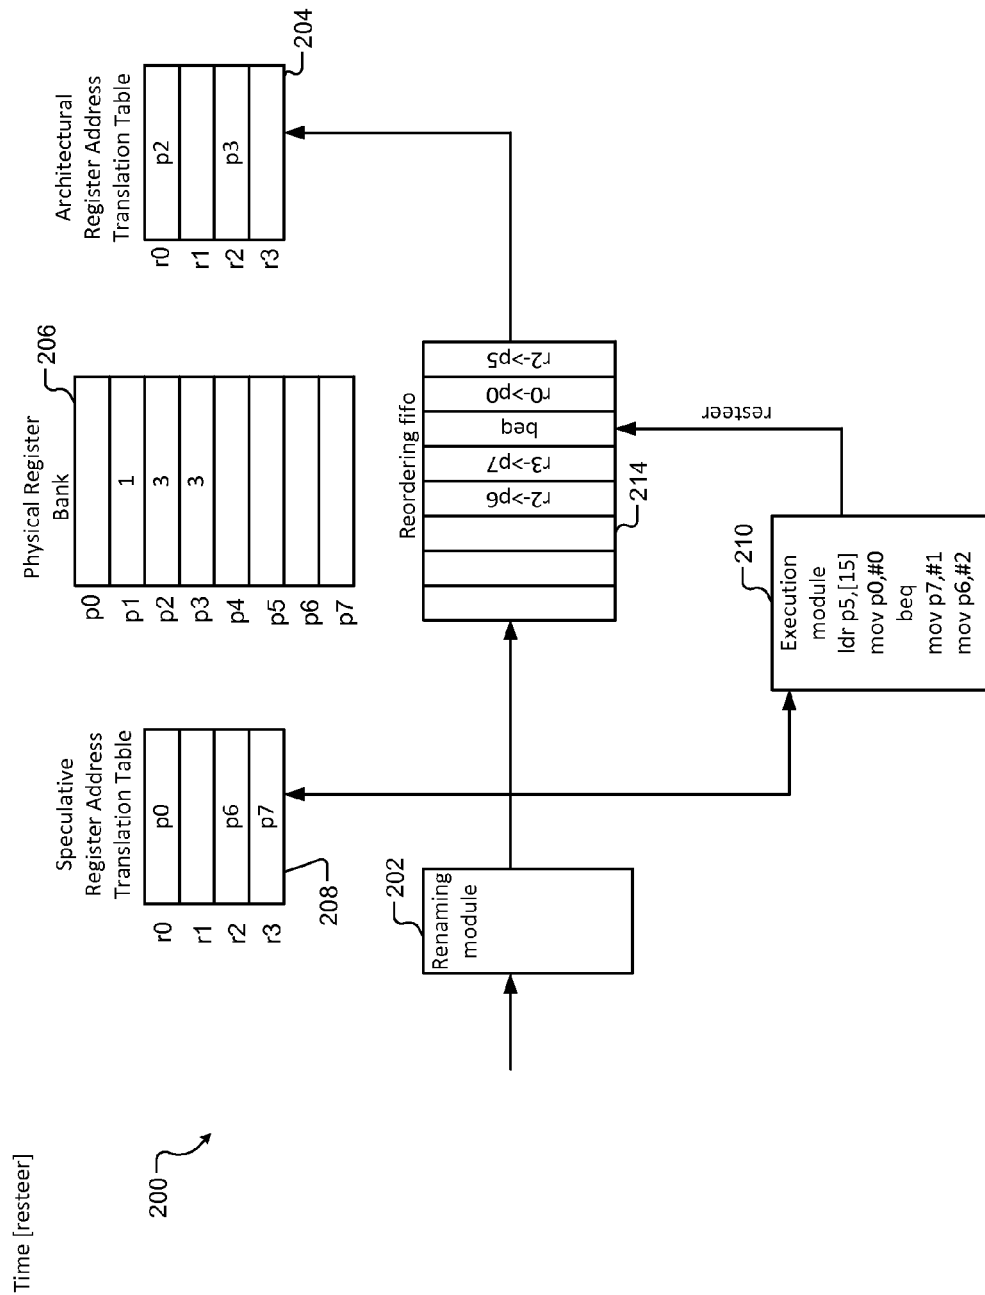 Time [resteer]
200
Speculative
Register Address
Translation Table
r0
p0
r1
r2
p6
r3
p7
208
Physical Register
Bank
206
p0
p1
1
p2
3
p3
3
p4
p5
p6
p7
Architectural
Register Address
Translation Table
r0
p2
r1
r2
p3
r3
204
202
Renaming
module
Reordering fifo
r2->p6
r3->p7
beq
r0->p0
r2->p5
214
resteer
210
Execution
module
ldr p5,[15]
mov p0,#0
beq
mov p7,#1
mov p6,#2